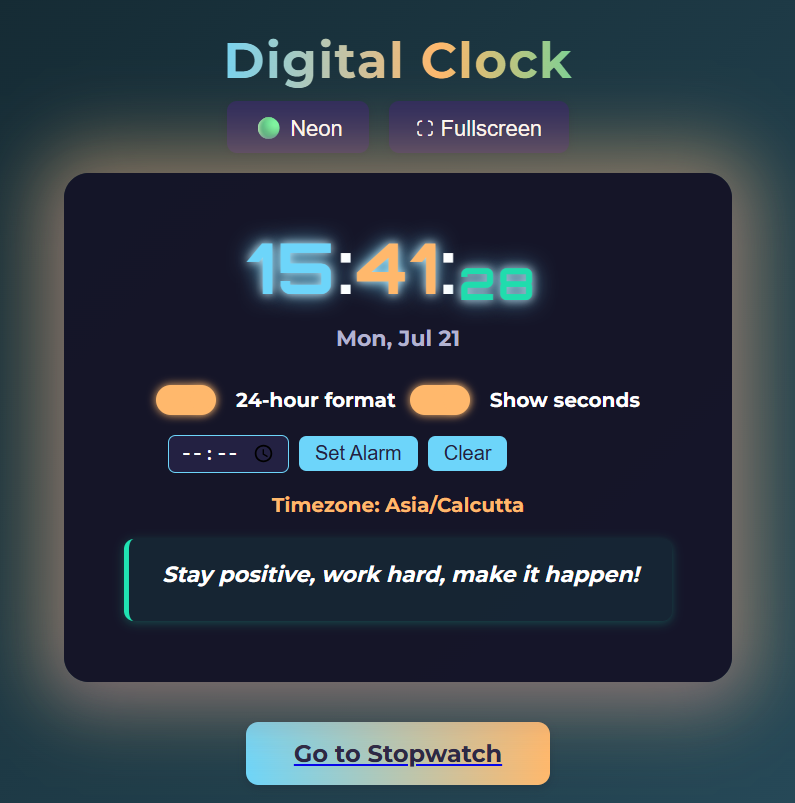 Digital Clock
Neon Fullscreen
15:41:28
Mon, Jul 21
24-hour format Show seconds
--:-- Set Alarm Clear
Timezone: Asia/Calcutta
Stay positive, work hard, make it happen!
Go to Stopwatch